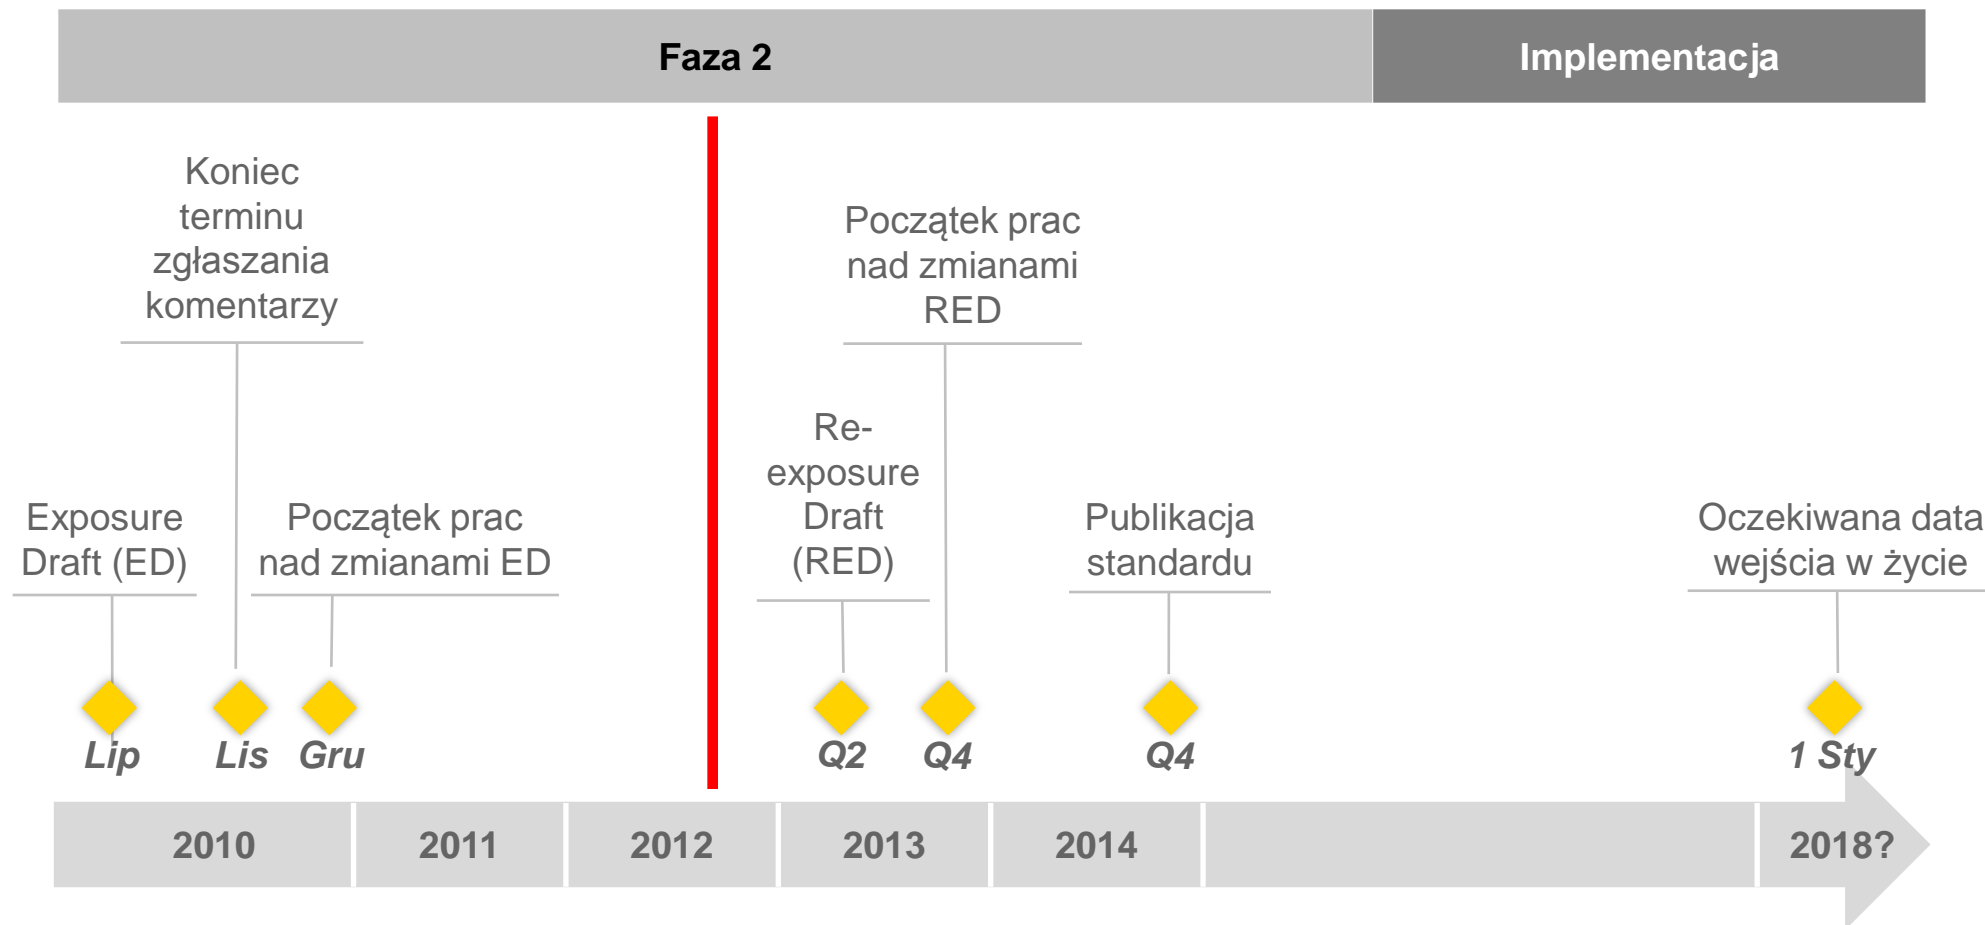 Faza 2
Implementacja
Koniec
terminu
zgłaszania
komentarzy
Początek prac
nad zmianami
RED
Re-
exposure
Draft
(RED)
Exposure
Draft (ED)
Początek prac
nad zmianami ED
Publikacja
standardu
Oczekiwana data
wejścia w życie
Lip
Lis
Gru
Q2
Q4
Q4
1 Sty
2010
2011
2012
2013
2014
2018?